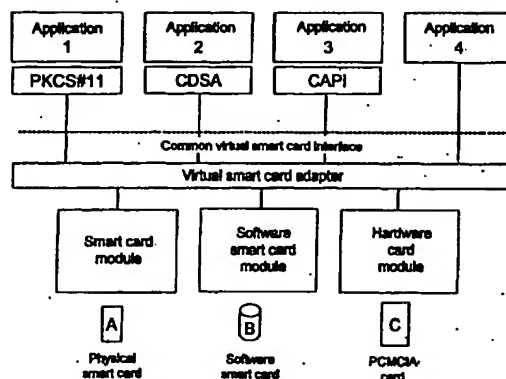 Application
1
Application
2
Application
3
Application
4
PKCS#11
CDSA
CAPI
Common virtual smart card interface
Virtual smart card adapter
Smart card
module
Software
smart card
module
Hardware
card
module
A
B
C
Physical
smart card
Software
smart card
PCMCIA
card